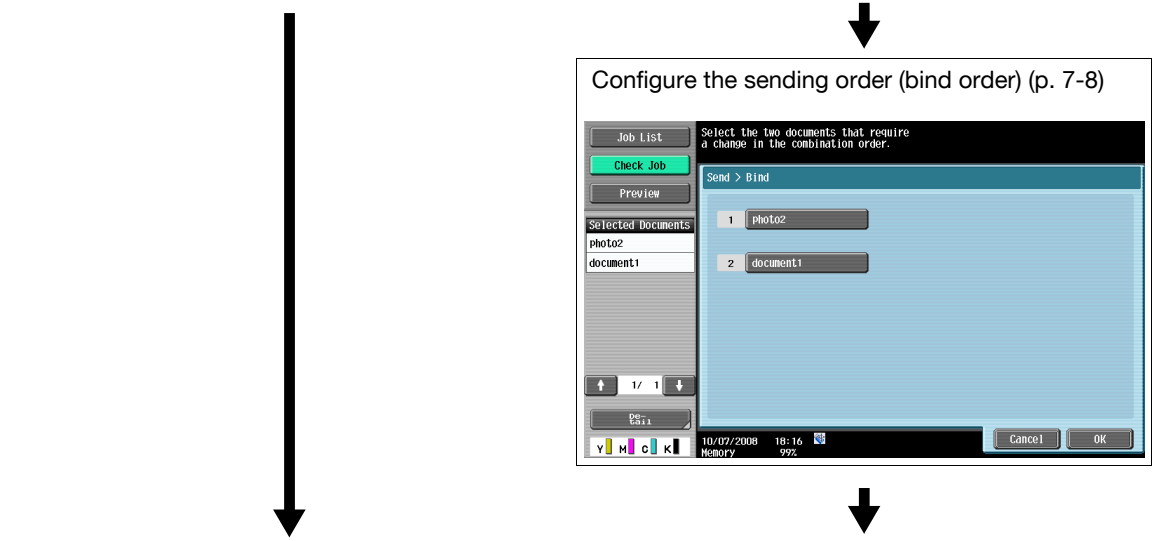 Configure the sending order (bind order) (p. 7-8)
Job List
Check Job
Preview
Selected Documents
photo2
document1
1/ 1
De-
tail
Y M C K
Select the two documents that require
a change in the combination order.
Send > Bind
1 photo2
2 document1
10/07/2008 18:16
Memory 99%
Cancel OK